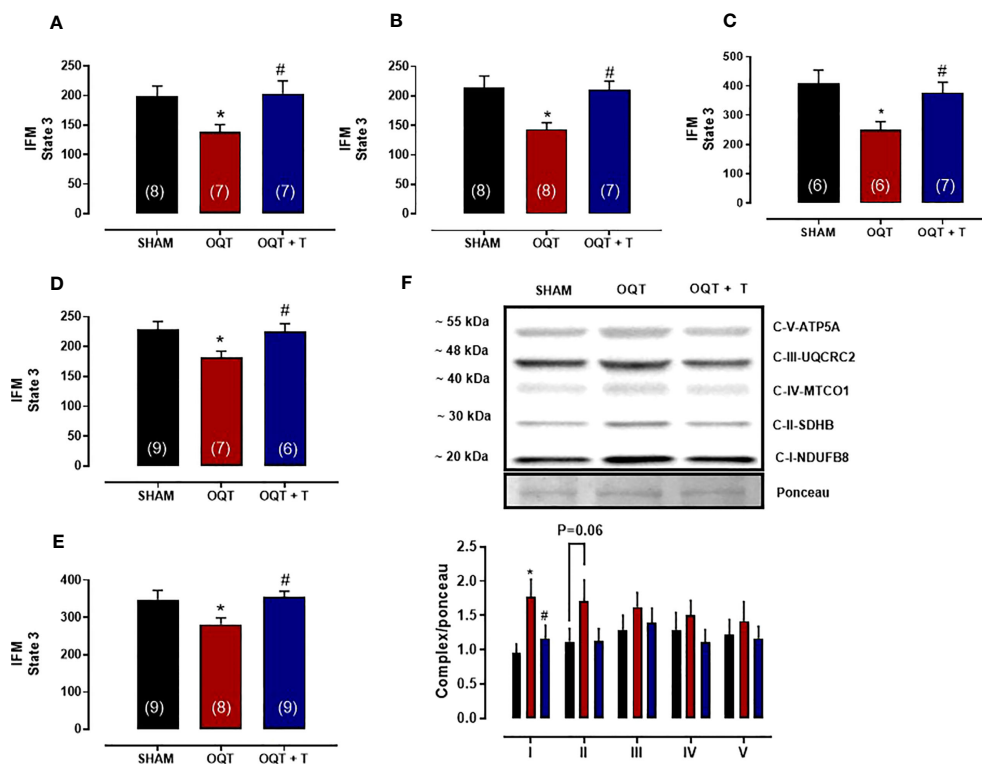 A
IFM
State 3
250
200
150
100
50
0
*
#
(8)
(7)
(7)
SHAM
OQT
OQT + T
B
IFM
State 3
250
200
150
100
50
0
*
#
(8)
(8)
(7)
SHAM
OQT
OQT + T
C
IFM
State 3
500
400
300
200
100
0
*
#
(6)
(6)
(7)
SHAM
OQT
OQT + T
D
IFM
State 3
250
200
150
100
50
0
*
#
(9)
(7)
(6)
SHAM
OQT
OQT + T
E
IFM
State 3
400
300
200
100
0
*
#
(9)
(8)
(9)
SHAM
OQT
OQT + T
F
SHAM OQT OQT + T
~ 55 kDa
~ 48 kDa
~ 40 kDa
~ 30 kDa
~ 20 kDa
C-V-ATP5A
C-III-UQCRC2
C-IV-MTCO1
C-II-SDHB
C-I-NDUFB8
Ponceau
P=0.06
Complex/ponceau
2.5
2.0
1.5
1.0
0.5
0.0
*
#
I
II
III
IV
V